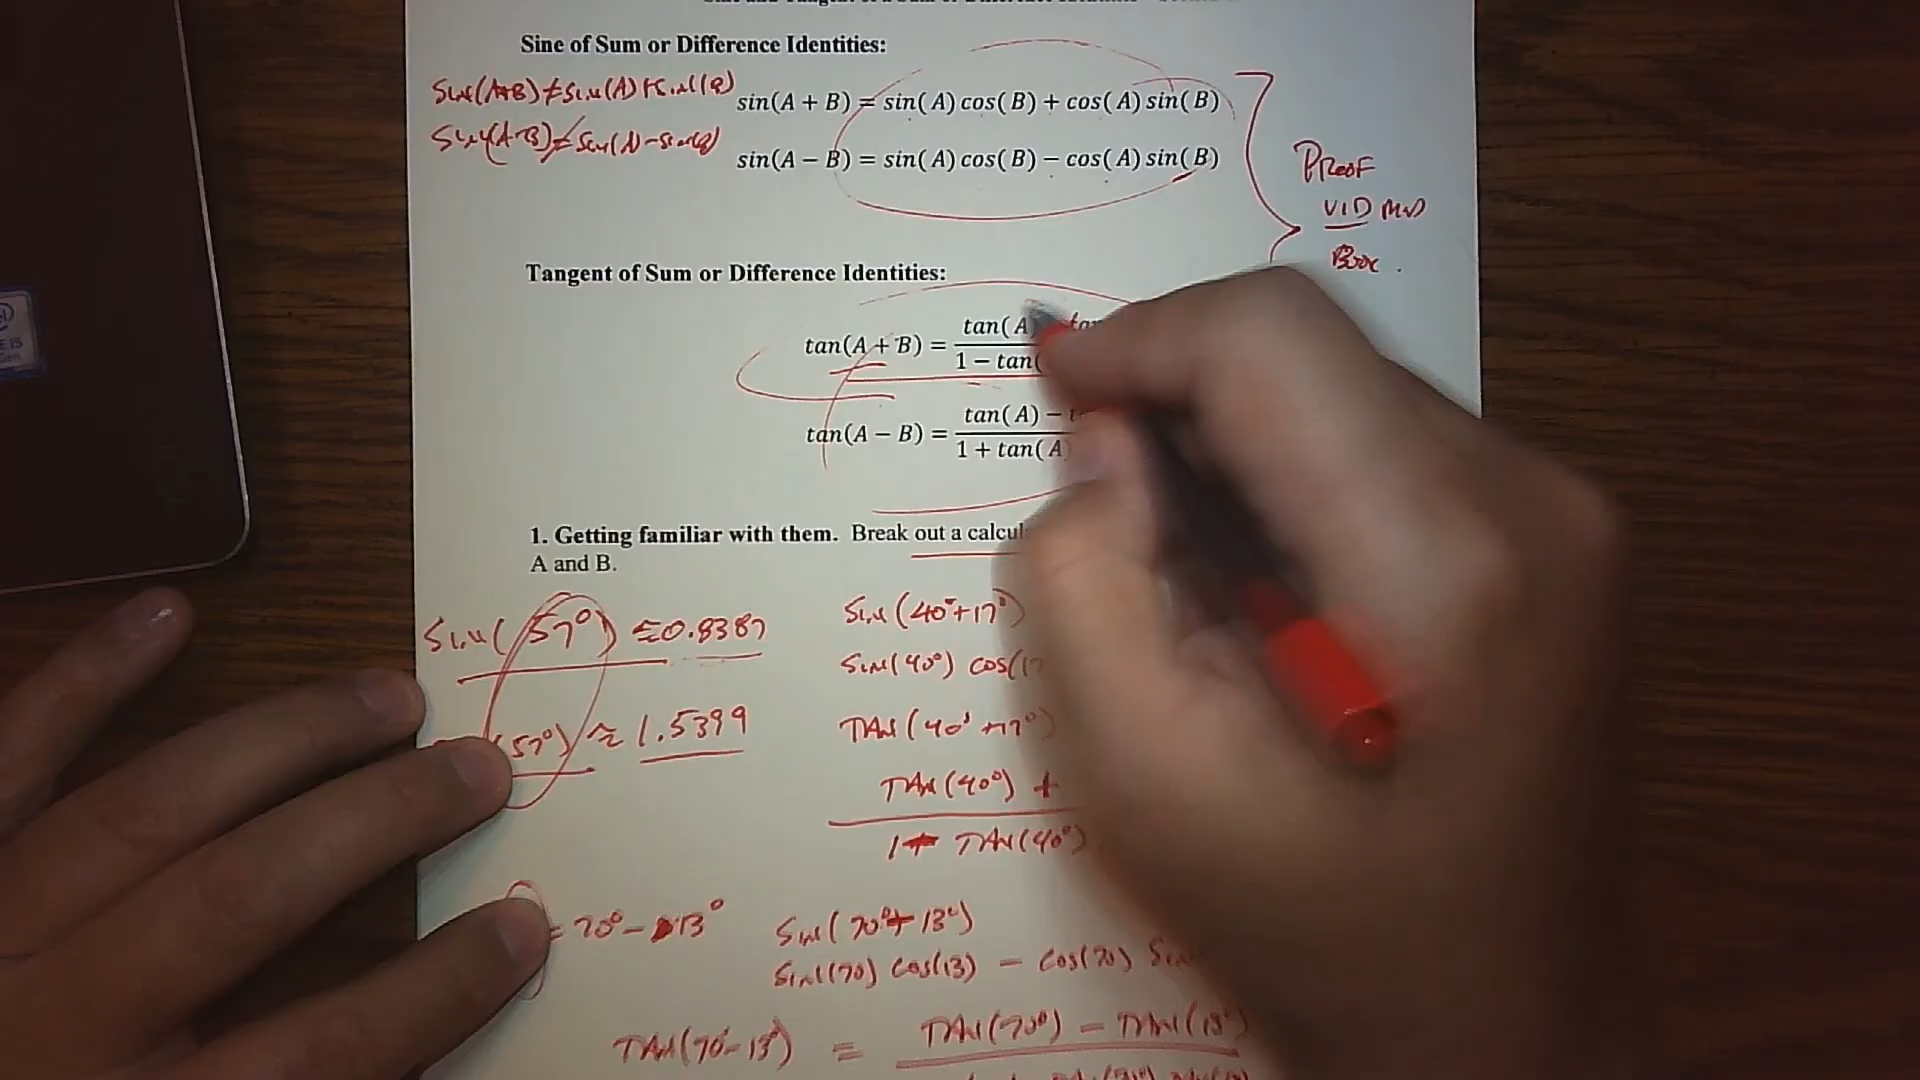 Sine of Sum or Difference Identities:
sin(A+B) ≠ sin(A)+sin(B)
sin(A + B) = sin(A) cos(B) + cos(A) sin(B)
sin(A-B) ≠ sin(A) - sin(B)
sin(A − B) = sin(A) cos(B) − cos(A) sin(B)
PROOF
VID
Book.
Tangent of Sum or Difference Identities:
tan(A + B) = tan(A
1 − tan(
tan(A − B) = tan(A) −
1 + tan(A
1. Getting familiar with them. Break out a calcul
A and B.
Sin(57°) ≈ 0.8387
Sin(40°+17°)
Sin(40°) cos(17
(57°) ≈ 1.5399
TAN(40°+17°)
TAN(40°) +
1 - TAN(40°)
= 70° - 13°
Sin(70° - 13°)
Sin(70) cos(13) - cos(70) Sin
TAN(70°-13°) = TAN(70°) - TAN(13°)